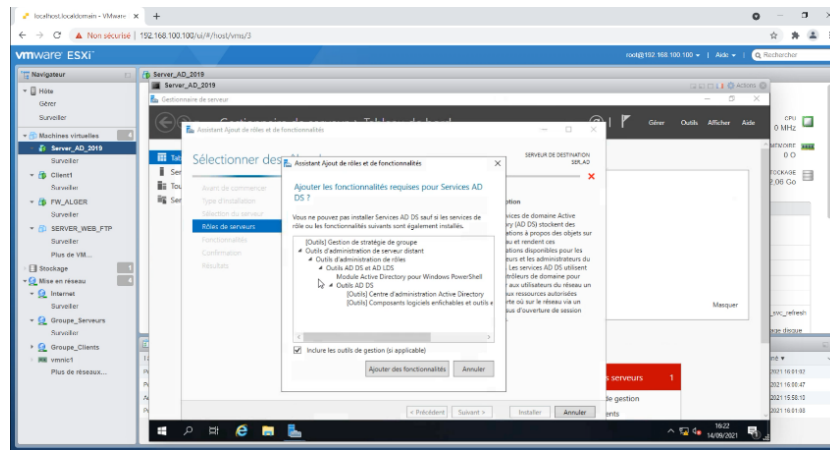 localhost.localdomain - VMware
Non sécurisé | 192.168.100.100/ui/#/host/vms/3
vmware ESXi
root@192.168.100.100
Aide
Rechercher
Navigateur
Server_AD_2019
Hôte
Gérer
Surveiller
Machines virtuelles
4
Server_AD_2019
Surveiller
Client1
Surveiller
FW_ALGER
Surveiller
SERVER_WEB_FTP
Surveiller
Plus de VM...
Stockage
1
Mise en réseau
4
Internet
Surveiller
Groupe_Serveurs
Surveiller
Groupe_Clients
vmnic1
Plus de réseaux...
Server_AD_2019
Actions
Gestionnaire de serveur
Gérer Outils Afficher Aide
Assistant Ajout de rôles et de fonctionnalités
Sélectionner des
SERVEUR DE DESTINATION
Avant de commencer
Type d'installation
Sélection du serveur
Rôles de serveurs
Fonctionnalités
Confirmation
Résultats
Assistant Ajout de rôles et de fonctionnalités
Ajouter les fonctionnalités requises pour Services AD
DS ?
Vous ne pouvez pas installer Services AD DS sauf si les services de
rôle ou les fonctionnalités suivants sont également installés.
[Outils] Gestion de stratégie de groupe
Outils d'administration de serveur distant
Outils d'administration de rôles
Outils AD DS et AD LDS
Module Active Directory pour Windows PowerShell
Outils AD DS
[Outils] Centre d'administration Active Directory
[Outils] Composants logiciels enfichables et outils
Inclure les outils de gestion (si applicable)
Ajouter des fonctionnalités Annuler
< Précédent Suivant > Installer Annuler
Masquer
CPU
0 MHz
serveurs 1
de gestion
16:22
14/09/2021